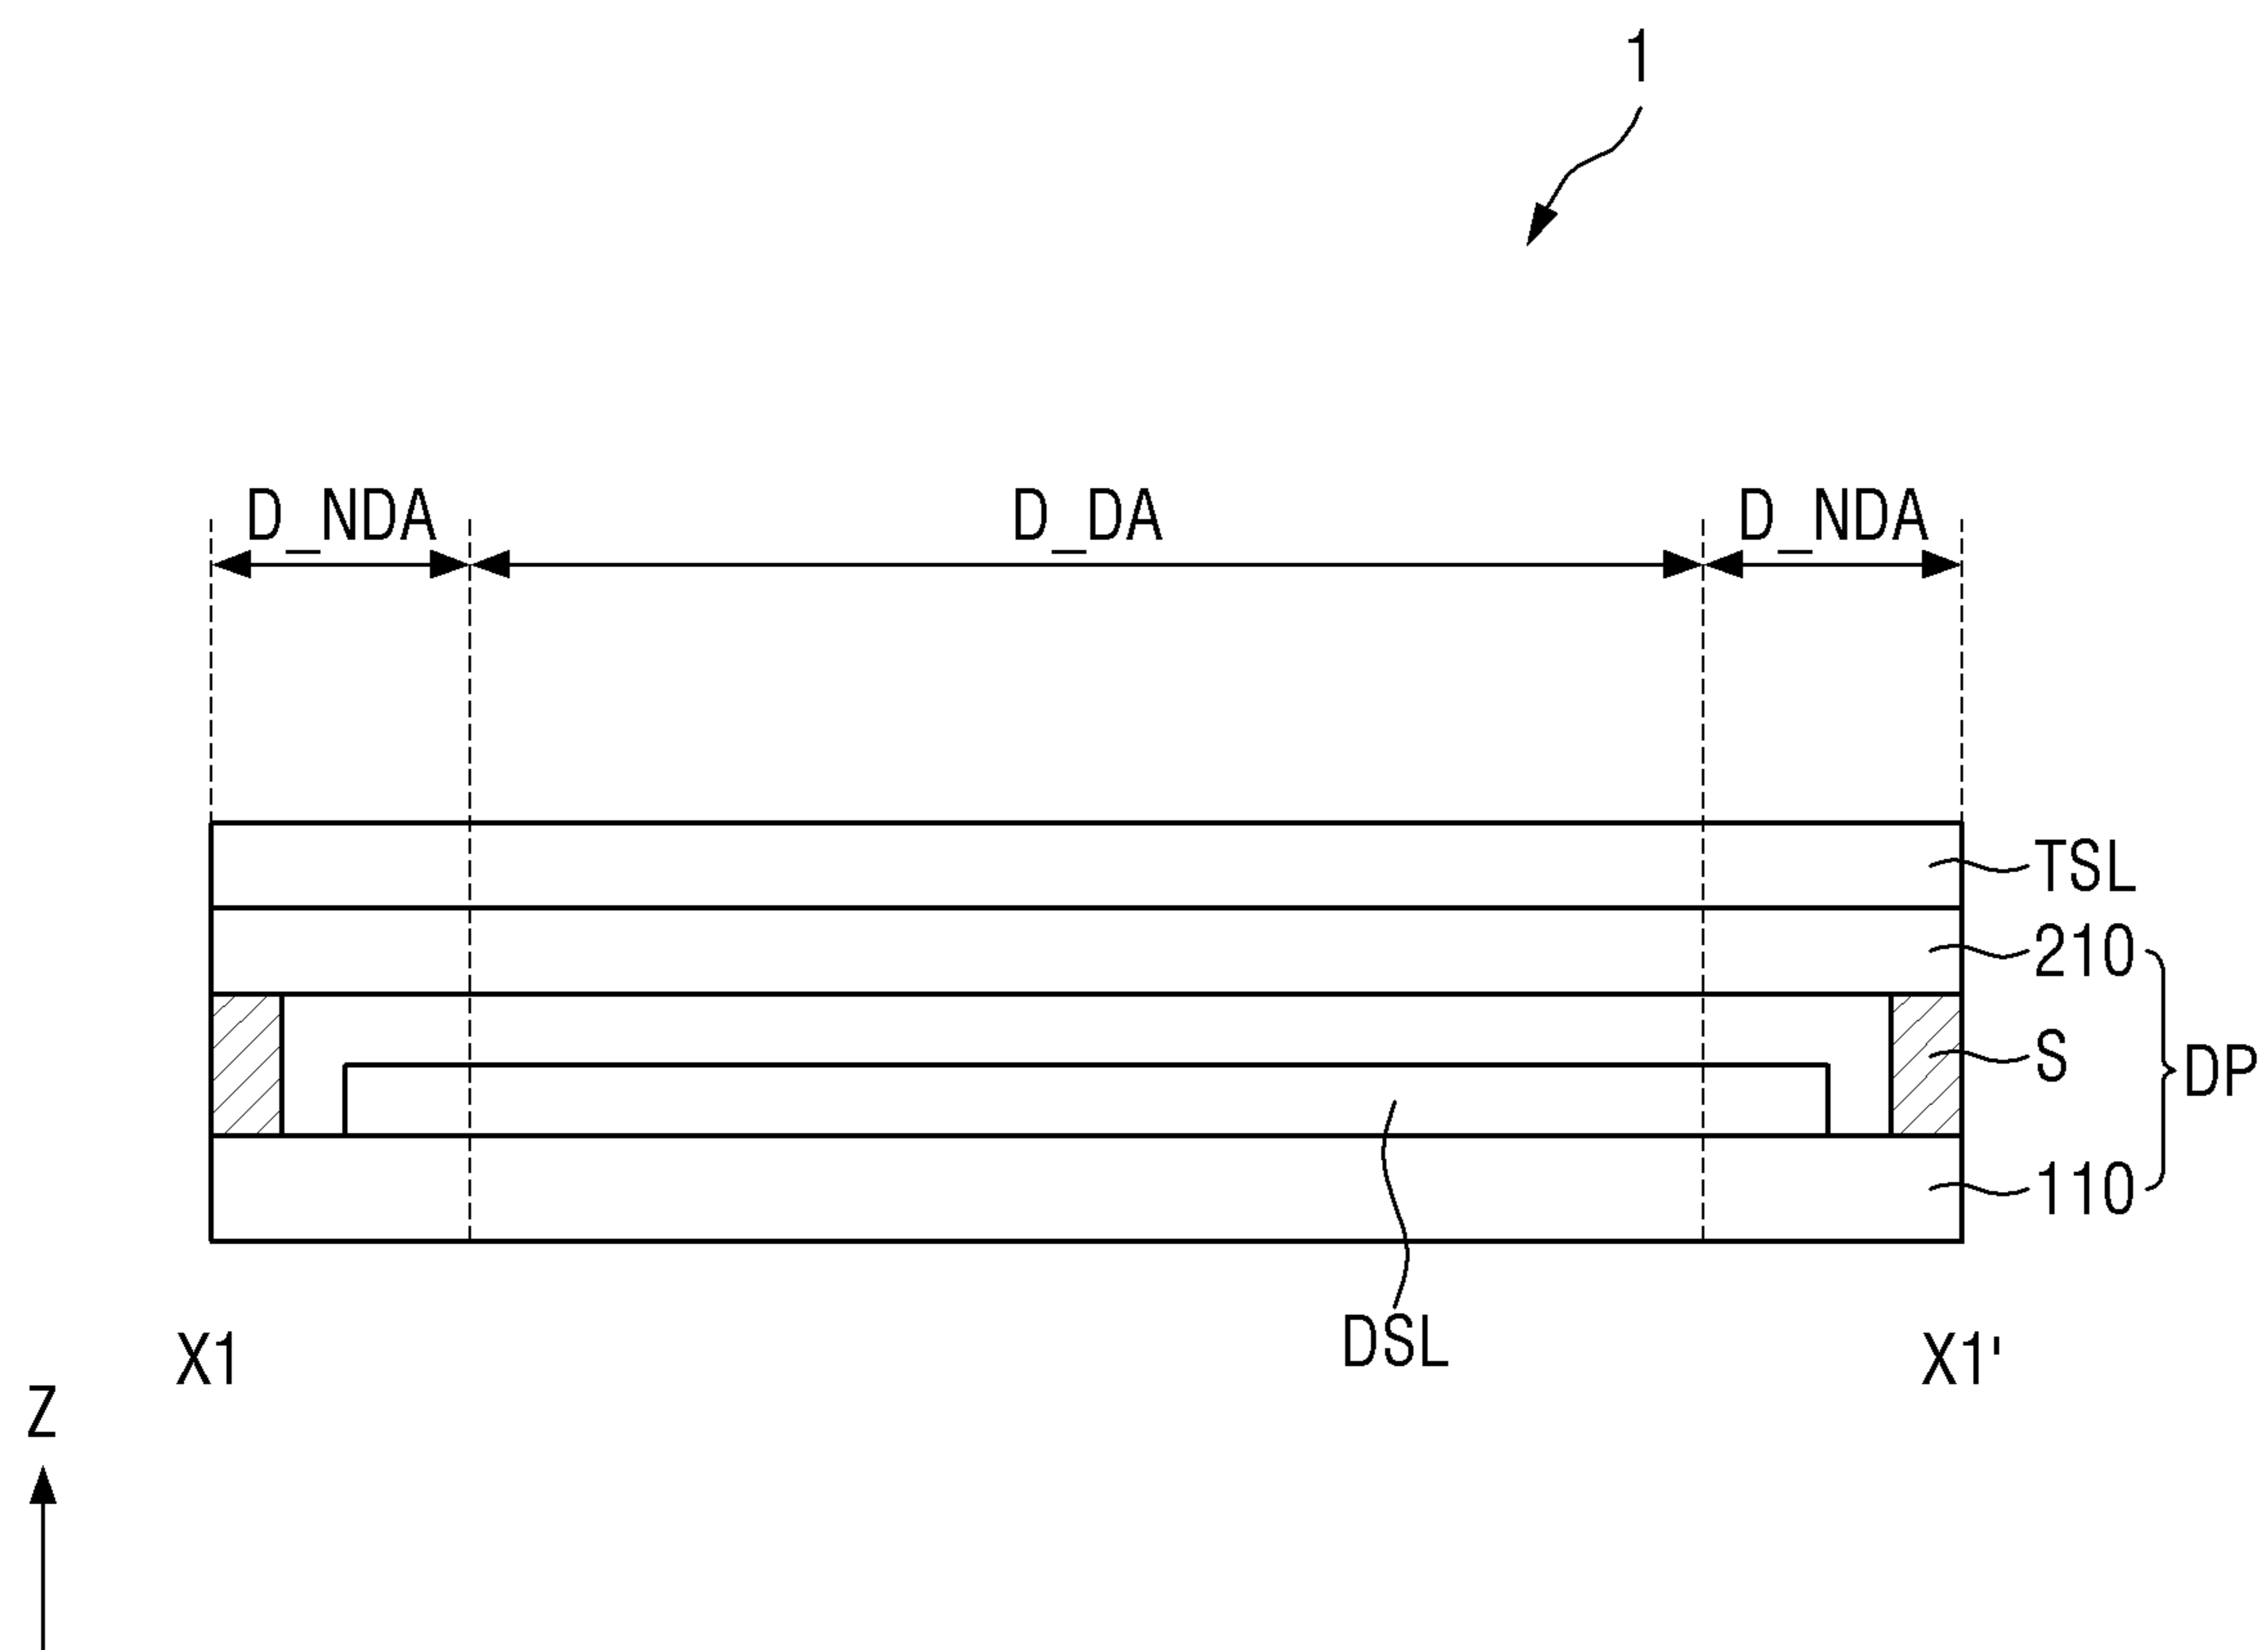 1
D_NDA D_DA D_NDA
TSL
210
S
DP
110
DSL
X1 X1'
Z